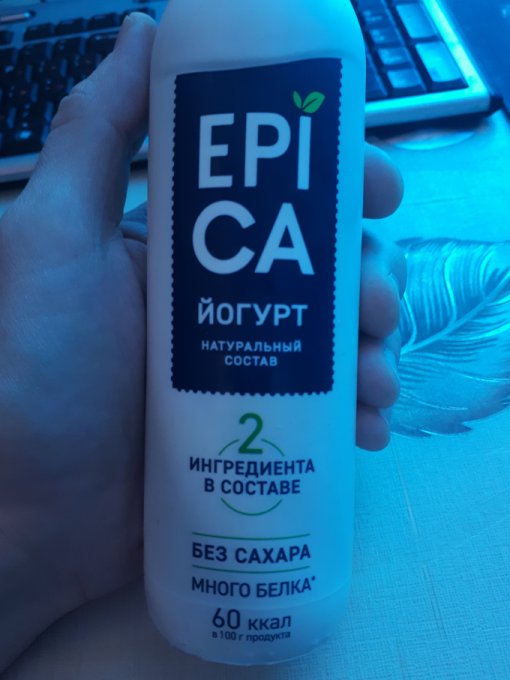 EPI
CA
ЙОГУРТ
НАТУРАЛЬНЫЙ
СОСТАВ
2
ИНГРЕДИЕНТА
В СОСТАВЕ
БЕЗ САХАРА
МНОГО БЕЛКА*
60 ккал
в 100 г продукта